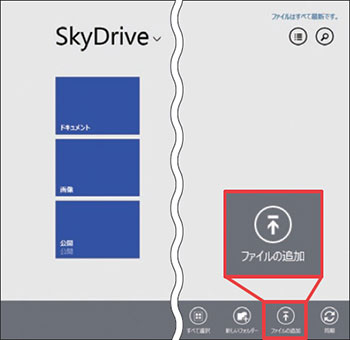 ファイルはすべて最新です。
SkyDrive
ドキュメント
画像
公開
公開
ファイルの追加
すべて選択
新しいフォルダー
ファイルの追加
同期